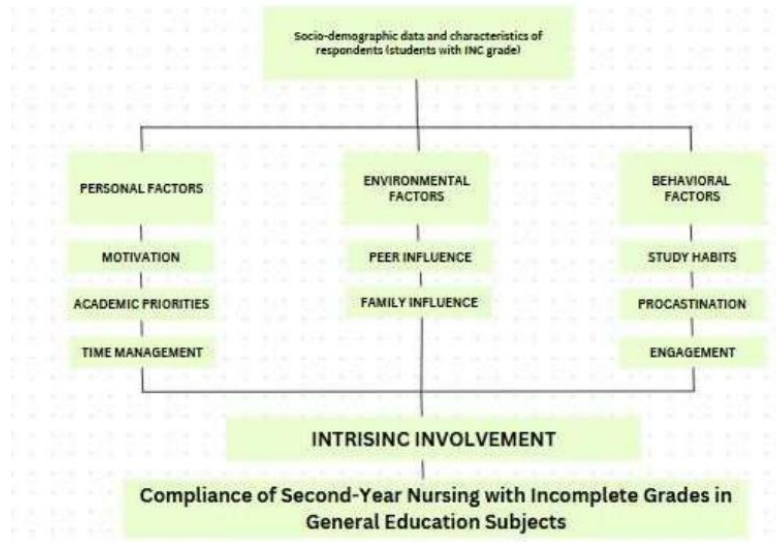 Socio-demographic data and characteristics of
respondents (students with INC grade)
PERSONAL FACTORS
MOTIVATION
ACADEMIC PRIORITIES
TIME MANAGEMENT
ENVIRONMENTAL
FACTORS
PEER INFLUENCE
FAMILY INFLUENCE
BEHAVIORAL
FACTORS
STUDY HABITS
PROCASTINATION
ENGAGEMENT
INTRISINC INVOLVEMENT
Compliance of Second-Year Nursing with Incomplete Grades in
General Education Subjects